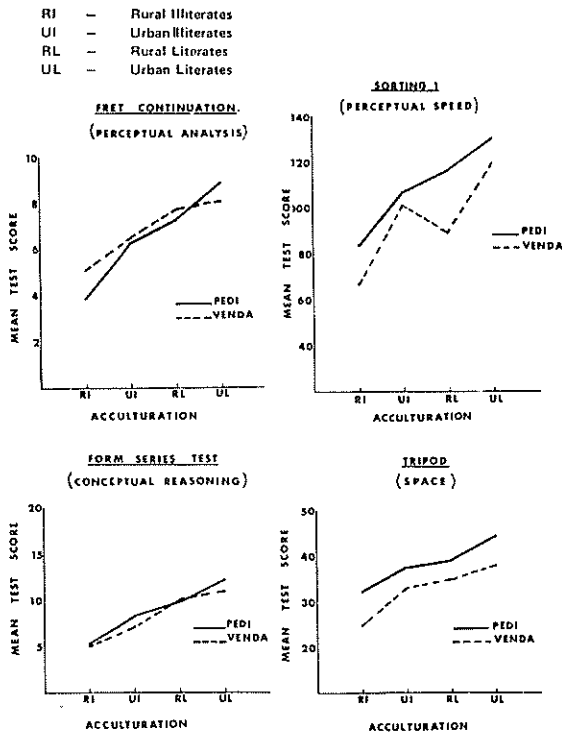 RI – Rural Illiterates
UI – Urban Illiterates
RL – Rural Literates
UL – Urban Literates
FRET CONTINUATION.
(PERCEPTUAL ANALYSIS)
MEAN TEST SCORE
10
8
6
4
2
PEDI
VENDA
RI UI RL UL
ACCULTURATION
SORTING 1
(PERCEPTUAL SPEED)
MEAN TEST SCORE
140
120
100
80
60
40
PEDI
VENDA
RI UI RL UL
ACCULTURATION
FORM SERIES TEST
(CONCEPTUAL REASONING)
MEAN TEST SCORE
20
15
10
5
PEDI
VENDA
RI UI RL UL
ACCULTURATION
TRIPOD
(SPACE)
MEAN TEST SCORE
50
40
30
20
PEDI
VENDA
RI UI RL UL
ACCULTURATION